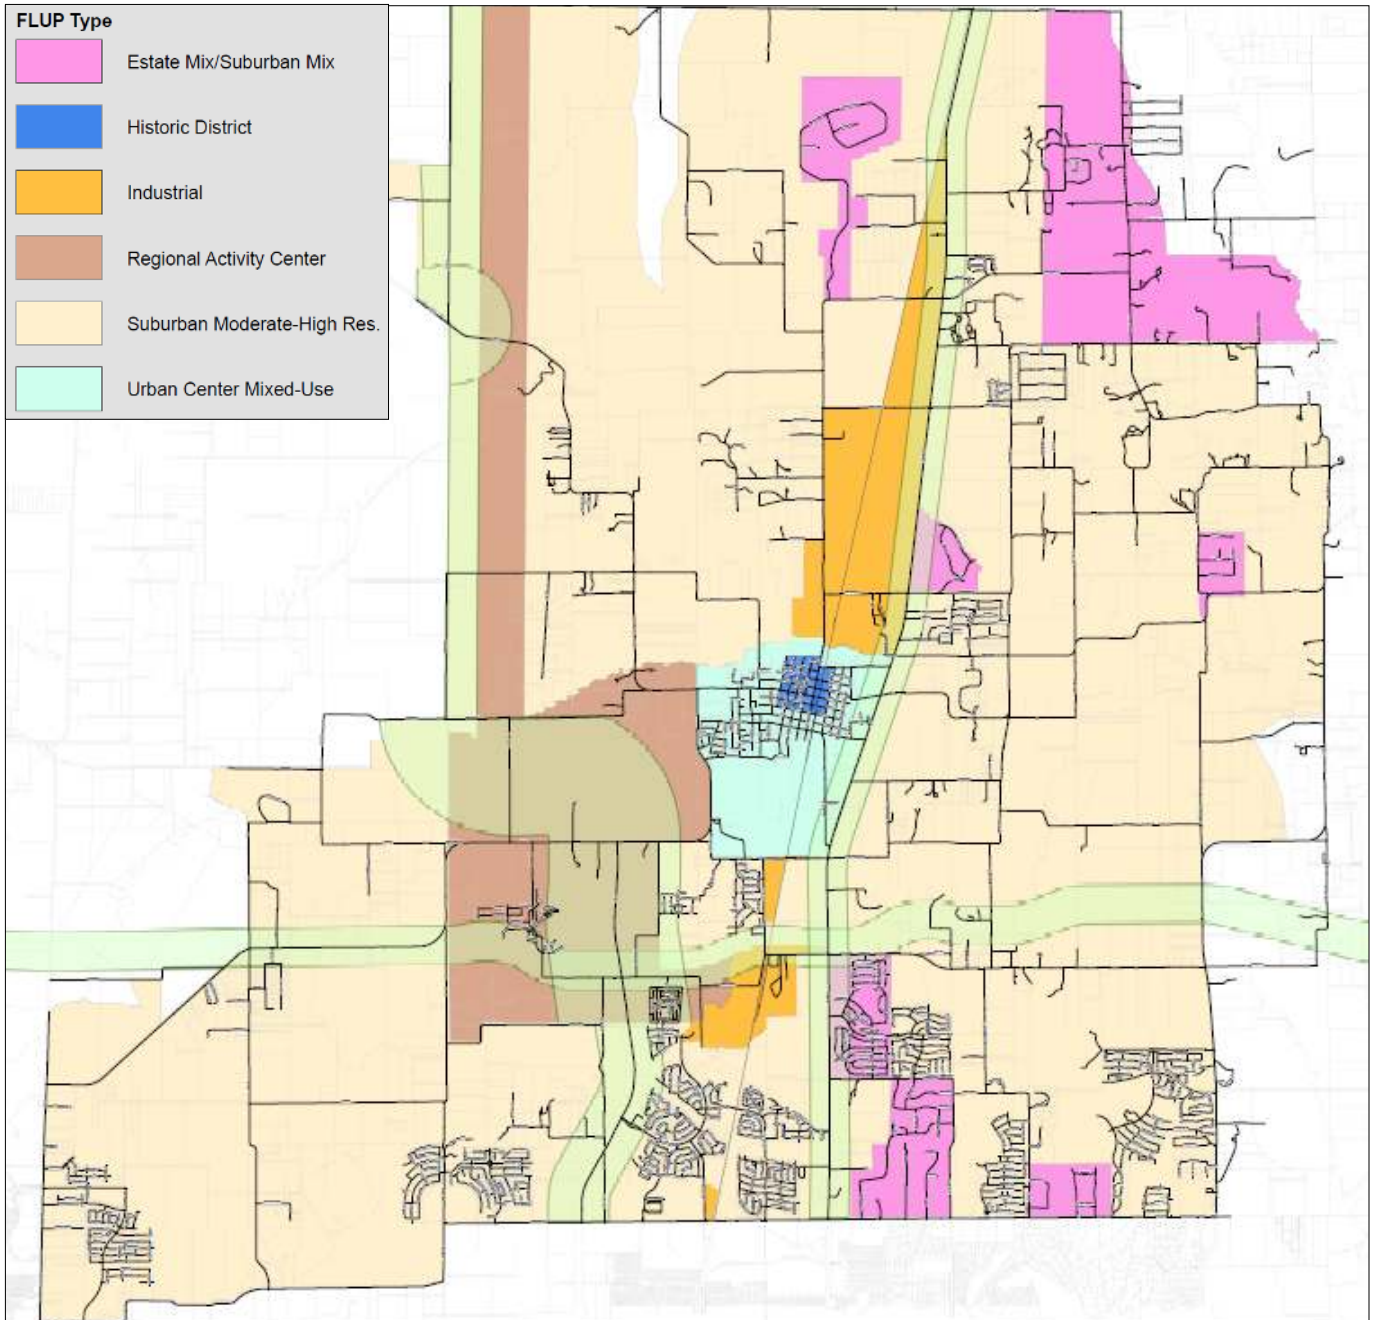 FLUP Type
Estate Mix/Suburban Mix
Historic District
Industrial
Regional Activity Center
Suburban Moderate-High Res.
Urban Center Mixed-Use